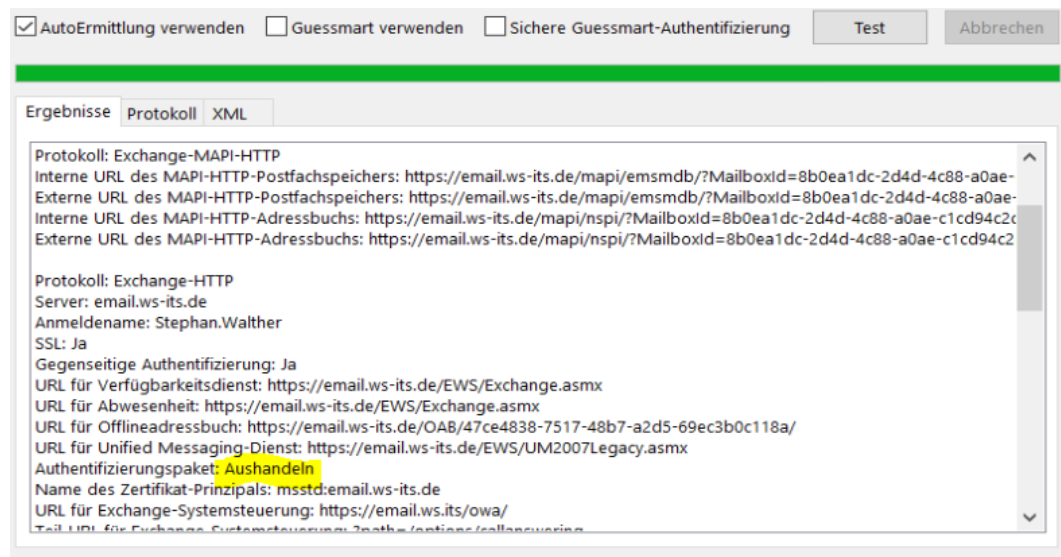 AutoErmittlung verwenden Guessmart verwenden Sichere Guessmart-Authentifizierung Test Abbrechen
Ergebnisse Protokoll XML
Protokoll: Exchange-MAPI-HTTP
Interne URL des MAPI-HTTP-Postfachspeichers: https://email.ws-its.de/mapi/emsmdb/?MailboxId=8b0ea1dc-2d4d-4c88-a0ae-
Externe URL des MAPI-HTTP-Postfachspeichers: https://email.ws-its.de/mapi/emsmdb/?MailboxId=8b0ea1dc-2d4d-4c88-a0ae-
Interne URL des MAPI-HTTP-Adressbuchs: https://email.ws-its.de/mapi/nspi/?MailboxId=8b0ea1dc-2d4d-4c88-a0ae-c1cd94c2c
Externe URL des MAPI-HTTP-Adressbuchs: https://email.ws-its.de/mapi/nspi/?MailboxId=8b0ea1dc-2d4d-4c88-a0ae-c1cd94c2
Protokoll: Exchange-HTTP
Server: email.ws-its.de
Anmeldename: Stephan.Walther
SSL: Ja
Gegenseitige Authentifizierung: Ja
URL für Verfügbarkeitsdienst: https://email.ws-its.de/EWS/Exchange.asmx
URL für Abwesenheit: https://email.ws-its.de/EWS/Exchange.asmx
URL für Offlineadressbuch: https://email.ws-its.de/OAB/47ce4838-7517-48b7-a2d5-69ec3b0c118a/
URL für Unified Messaging-Dienst: https://email.ws-its.de/EWS/UM2007Legacy.asmx
Authentifizierungspaket: Aushandeln
Name des Zertifikat-Prinzipals: msstd:email.ws-its.de
URL für Exchange-Systemsteuerung: https://email.ws.its/owa/
Teil-URL für Exchange-Systemsteuerung: ?path=/options/callanswering